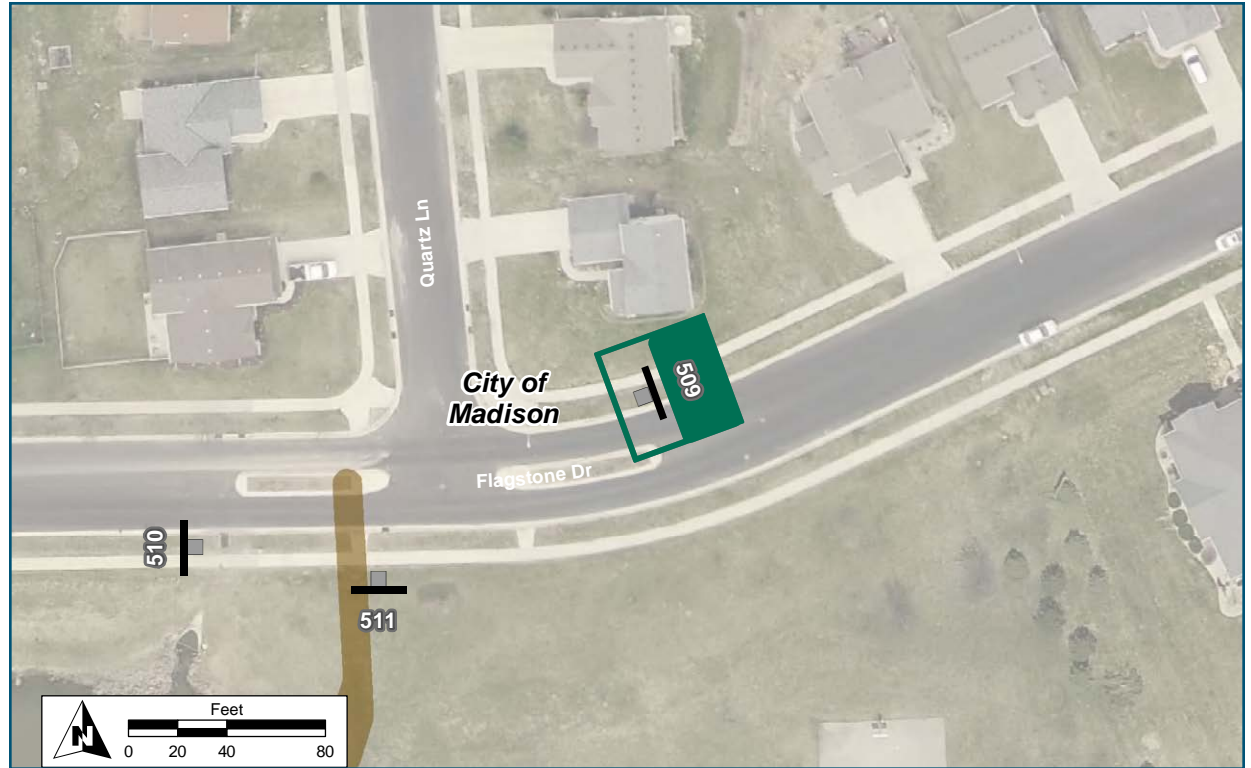 Quartz Ln
City of
Madison
509
Flagstone Dr
510
511
Feet
N
0 20 40 80